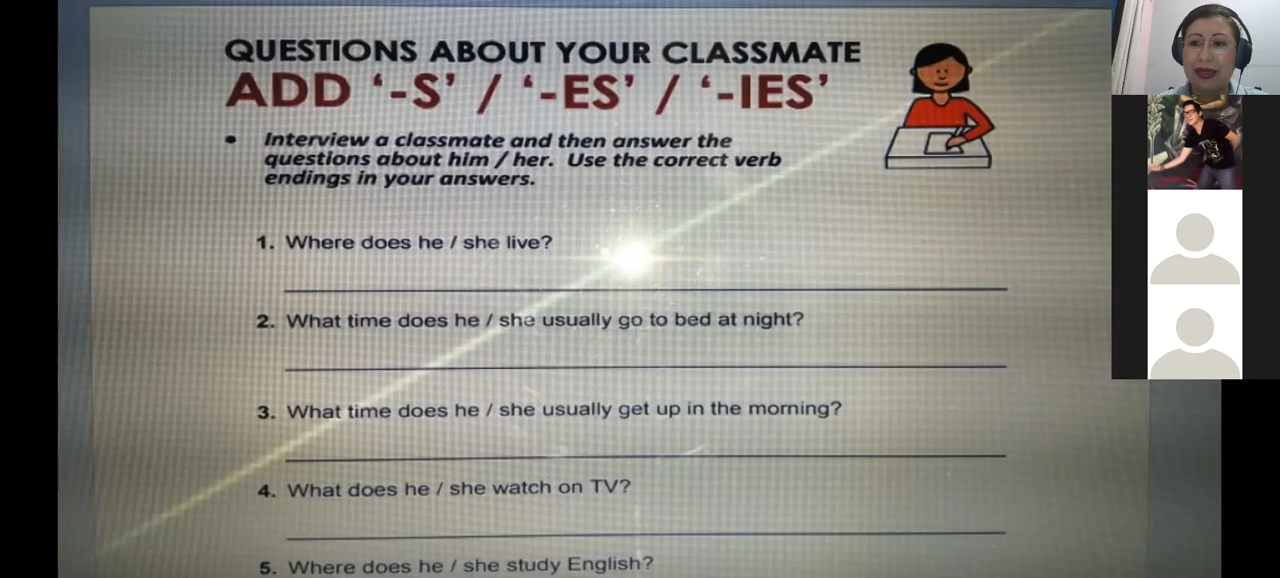 QUESTIONS ABOUT YOUR CLASSMATE
ADD ‘-S’ / ‘-ES’ / ‘-IES’
• Interview a classmate and then answer the
questions about him / her. Use the correct verb
endings in your answers.
1. Where does he / she live?
2. What time does he / she usually go to bed at night?
3. What time does he / she usually get up in the morning?
4. What does he / she watch on TV?
5. Where does he / she study English?